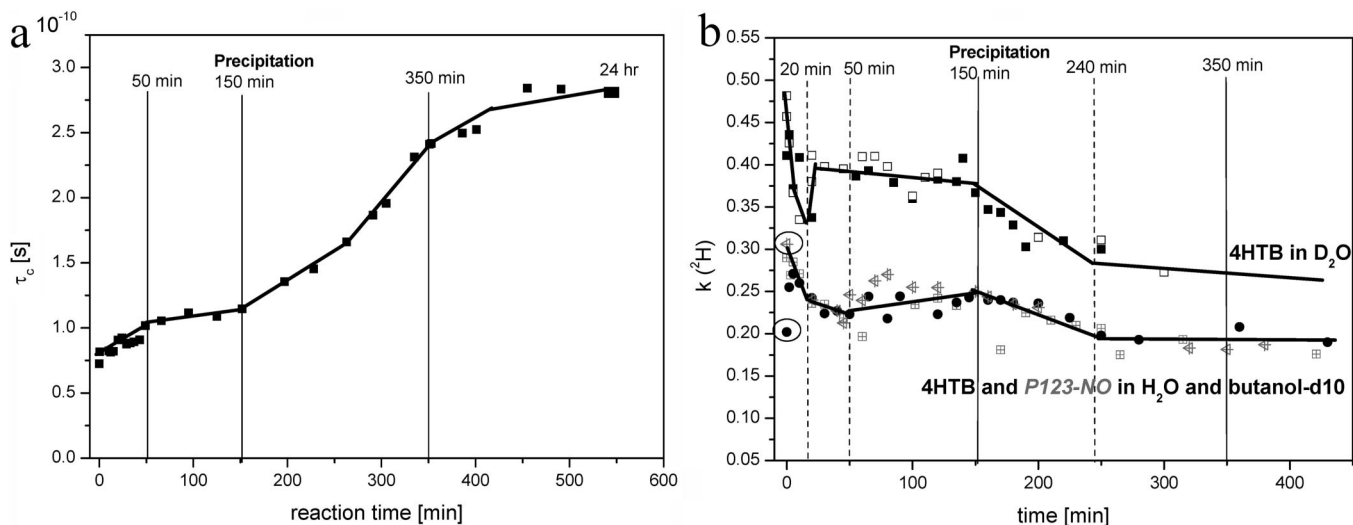 a
10⁻¹⁰
3.0
2.5
2.0
1.5
1.0
0.5
0.0
τc [s]
50 min
Precipitation
150 min
350 min
24 hr
0 100 200 300 400 500 600
reaction time [min]
b
0.55
0.50
0.45
0.40
0.35
0.30
0.25
0.20
0.15
0.10
0.05
k (²H)
20 min
50 min
Precipitation
150 min
240 min
350 min
4HTB in D₂O
4HTB and P123-NO in H₂O and butanol-d10
0 100 200 300 400
time [min]